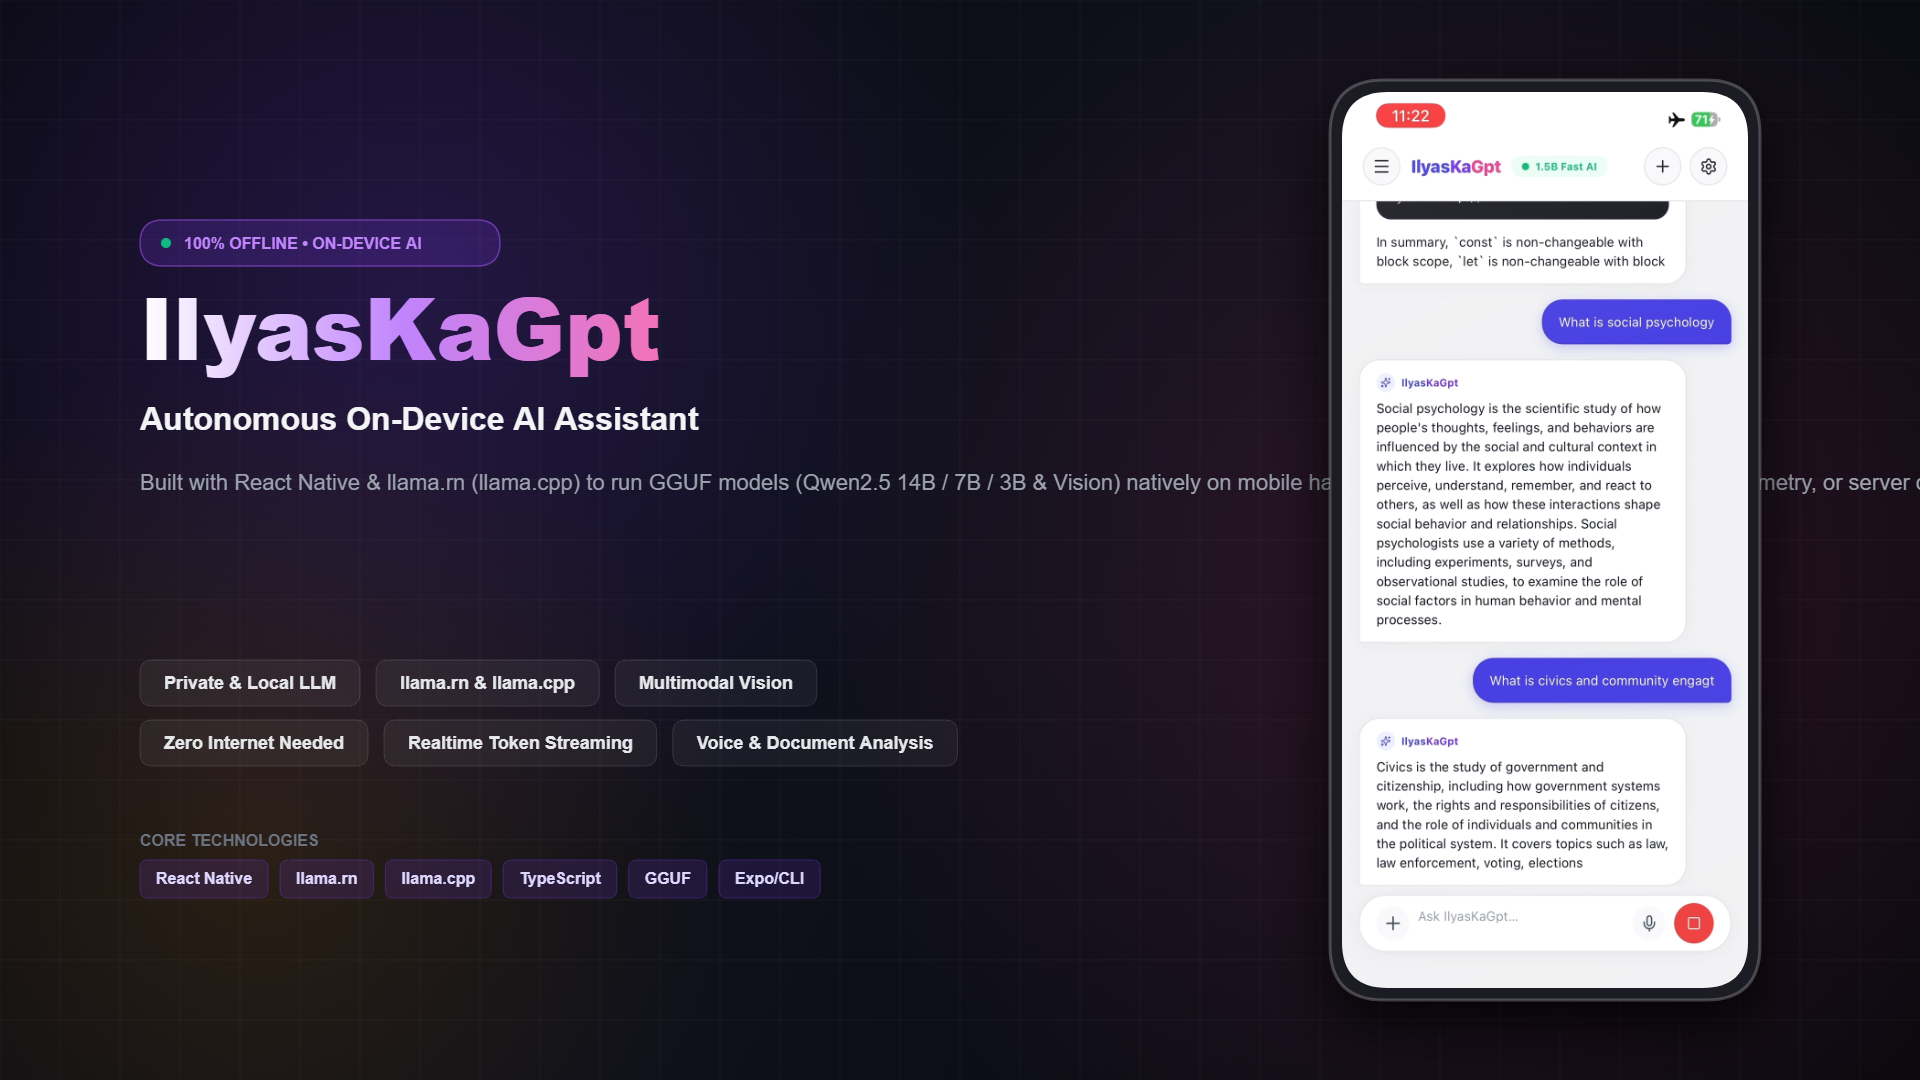 100% OFFLINE • ON-DEVICE AI
IlyasKaGpt
Autonomous On-Device AI Assistant
Built with React Native & llama.rn (llama.cpp) to run GGUF models (Qwen2.5 14B / 7B / 3B & Vision) natively on mobile
or server
Private & Local LLM
llama.rn & llama.cpp
Multimodal Vision
Zero Internet Needed
Realtime Token Streaming
Voice & Document Analysis
CORE TECHNOLOGIES
React Native
llama.rn
llama.cpp
TypeScript
GGUF
Expo/CLI
11:22
71
IlyasKaGpt
1.5B Fast AI
In summary, `const` is non-changeable with
block scope, `let` is non-changeable with block
What is social psychology
IlyasKaGpt
Social psychology is the scientific study of how
people's thoughts, feelings, and behaviors are
influenced by the social and cultural context in
which they live. It explores how individuals
perceive, understand, remember, and react to
others, as well as how these interactions shape
social behavior and relationships. Social
psychologists use a variety of methods,
including experiments, surveys, and
observational studies, to examine the role of
social factors in human behavior and mental
processes.
What is civics and community engagt
IlyasKaGpt
Civics is the study of government and
citizenship, including how government systems
work, the rights and responsibilities of citizens,
and the role of individuals and communities in
the political system. It covers topics such as law,
law enforcement, voting, elections
Ask IlyasKaGpt...